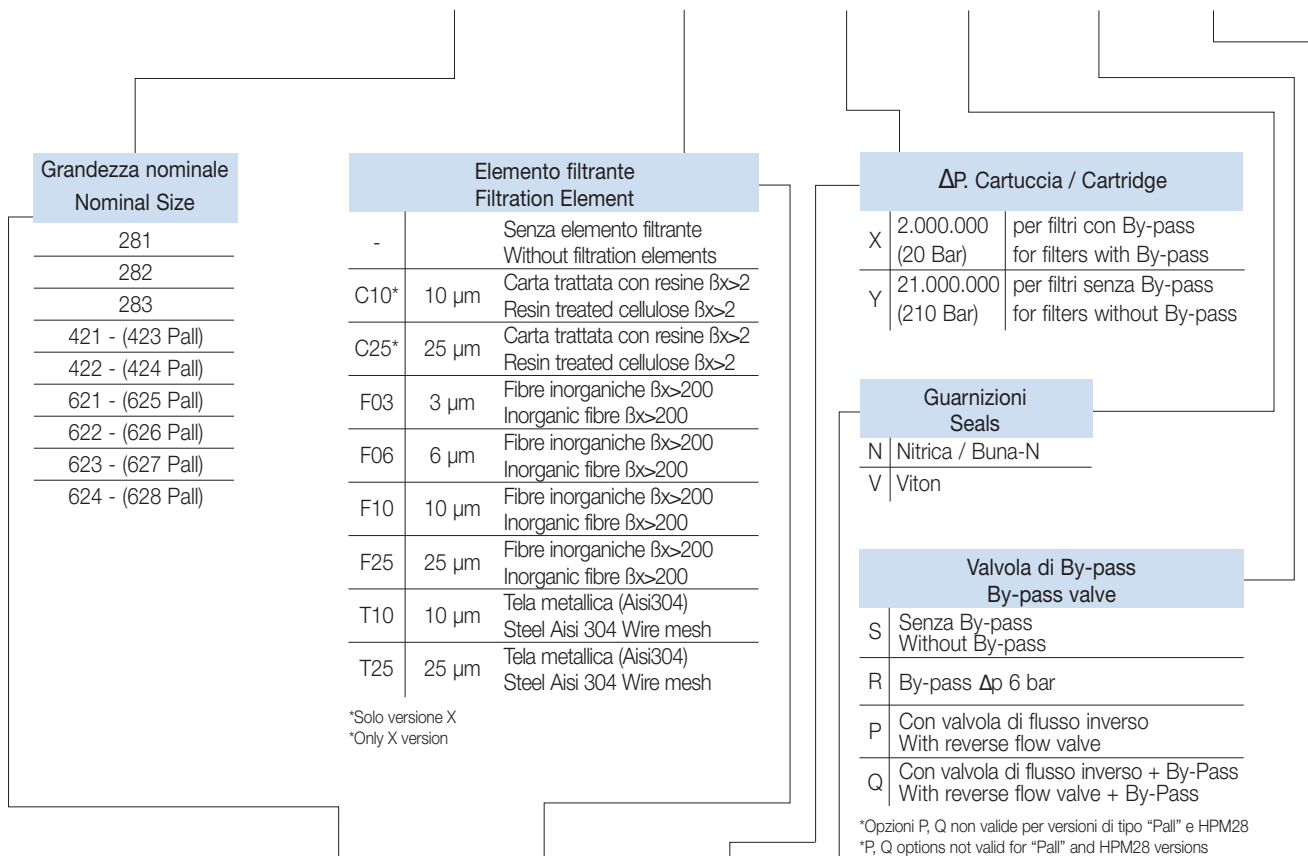 Grandezza nominale
Nominal Size
281
282
283
421 - (423 Pall)
422 - (424 Pall)
621 - (625 Pall)
622 - (626 Pall)
623 - (627 Pall)
624 - (628 Pall)
Elemento filtrante
Filtration Element
- Senza elemento filtrante
Without filtration elements
C10* 10 µm Carta trattata con resine ßx>2
Resin treated cellulose ßx>2
C25* 25 µm Carta trattata con resine ßx>2
Resin treated cellulose ßx>2
F03 3 µm Fibre inorganiche ßx>200
Inorganic fibre ßx>200
F06 6 µm Fibre inorganiche ßx>200
Inorganic fibre ßx>200
F10 10 µm Fibre inorganiche ßx>200
Inorganic fibre ßx>200
F25 25 µm Fibre inorganiche ßx>200
Inorganic fibre ßx>200
T10 10 µm Tela metallica (Aisi304)
Steel Aisi 304 Wire mesh
T25 25 µm Tela metallica (Aisi304)
Steel Aisi 304 Wire mesh
*Solo versione X
*Only X version
ΔP. Cartuccia / Cartridge
X 2.000.000 per filtri con By-pass
(20 Bar) for filters with By-pass
Y 21.000.000 per filtri senza By-pass
(210 Bar) for filters without By-pass
Guarnizioni
Seals
N Nitrica / Buna-N
V Viton
Valvola di By-pass
By-pass valve
S Senza By-pass
Without By-pass
R By-pass Δp 6 bar
P Con valvola di flusso inverso
With reverse flow valve
Q Con valvola di flusso inverso + By-Pass
With reverse flow valve + By-Pass
*Opzioni P, Q non valide per versioni di tipo “Pall” e HPM28
*P, Q options not valid for “Pall” and HPM28 versions